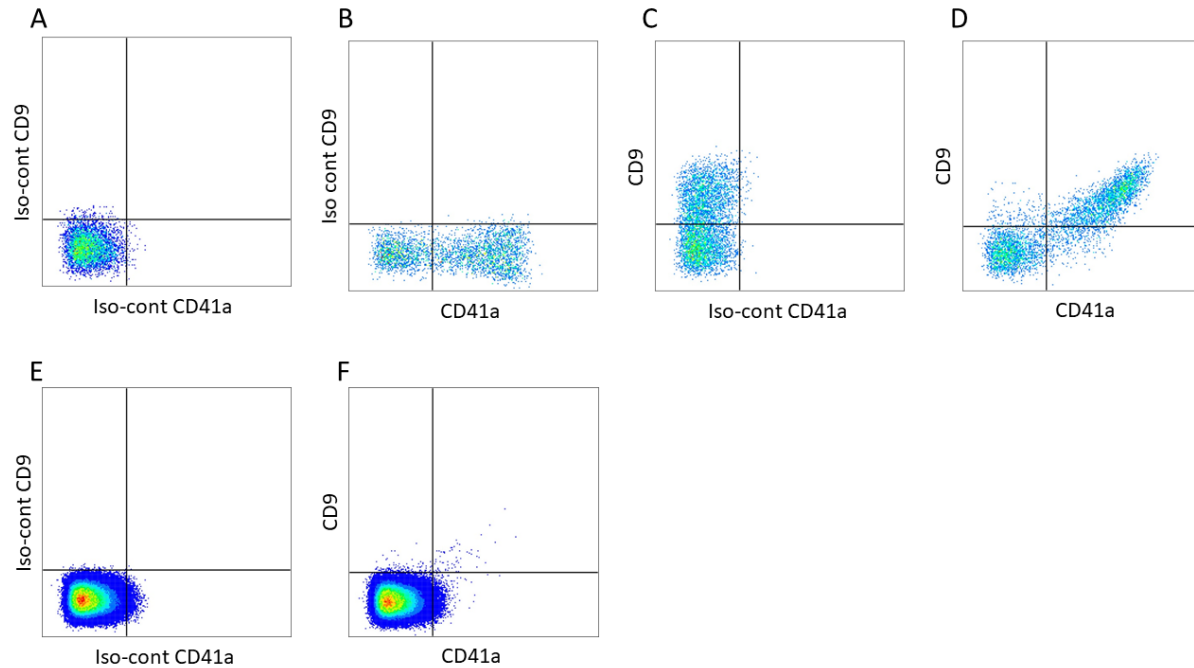 A
B
C
D
Iso-cont CD9
Iso-cont CD41a
Iso cont CD9
CD41a
CD9
Iso-cont CD41a
CD9
CD41a
E
F
Iso-cont CD9
Iso-cont CD41a
CD9
CD41a